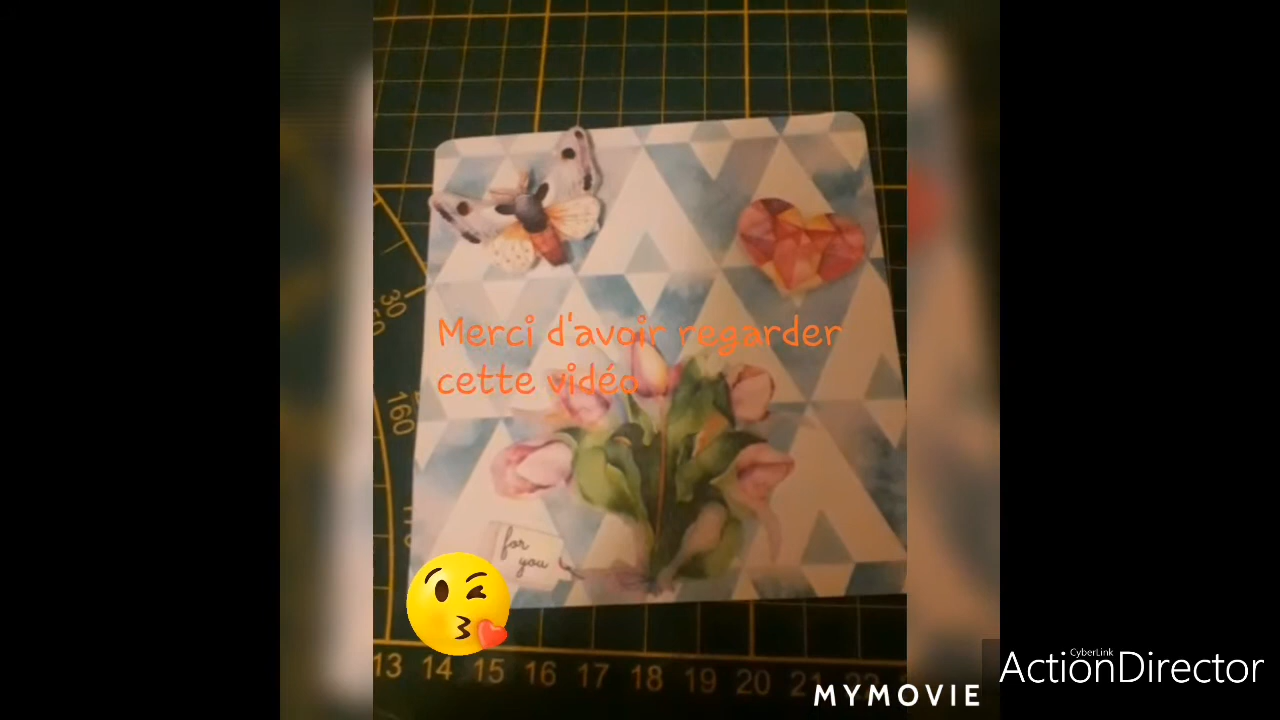 30
160
Merci d'avoir regarder
cette vidéo
for
you
13 14 15 16 17 18 19 20 21
CyberLink
ActionDirector
MYMOVIE